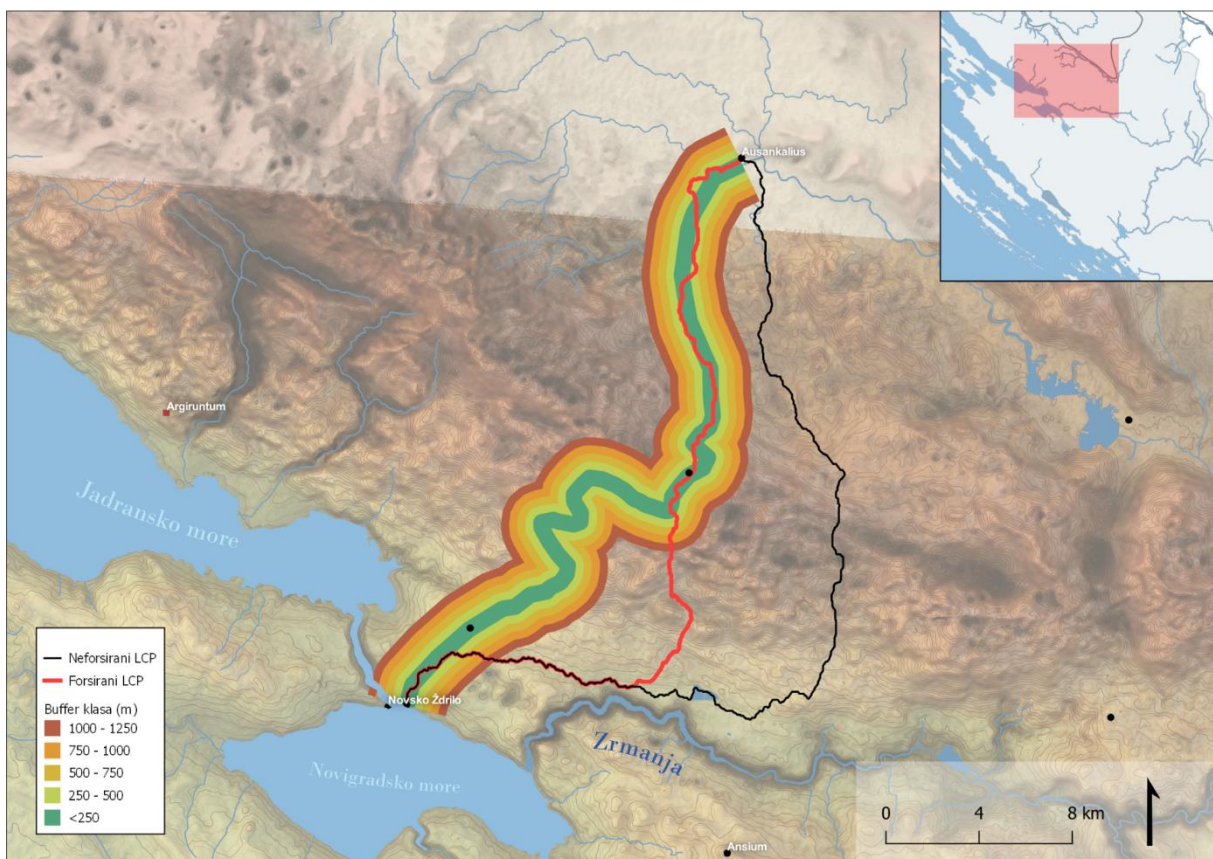 Ausankalius
Argiruntum
Jadransko more
Novsko Ždrilo
Zrmanja
Novigradsko more
Ansium
Neforsirani LCP
Forsirani LCP
Buffer klasa (m)
1000 - 1250
750 - 1000
500 - 750
250 - 500
<250
0 4 8 km